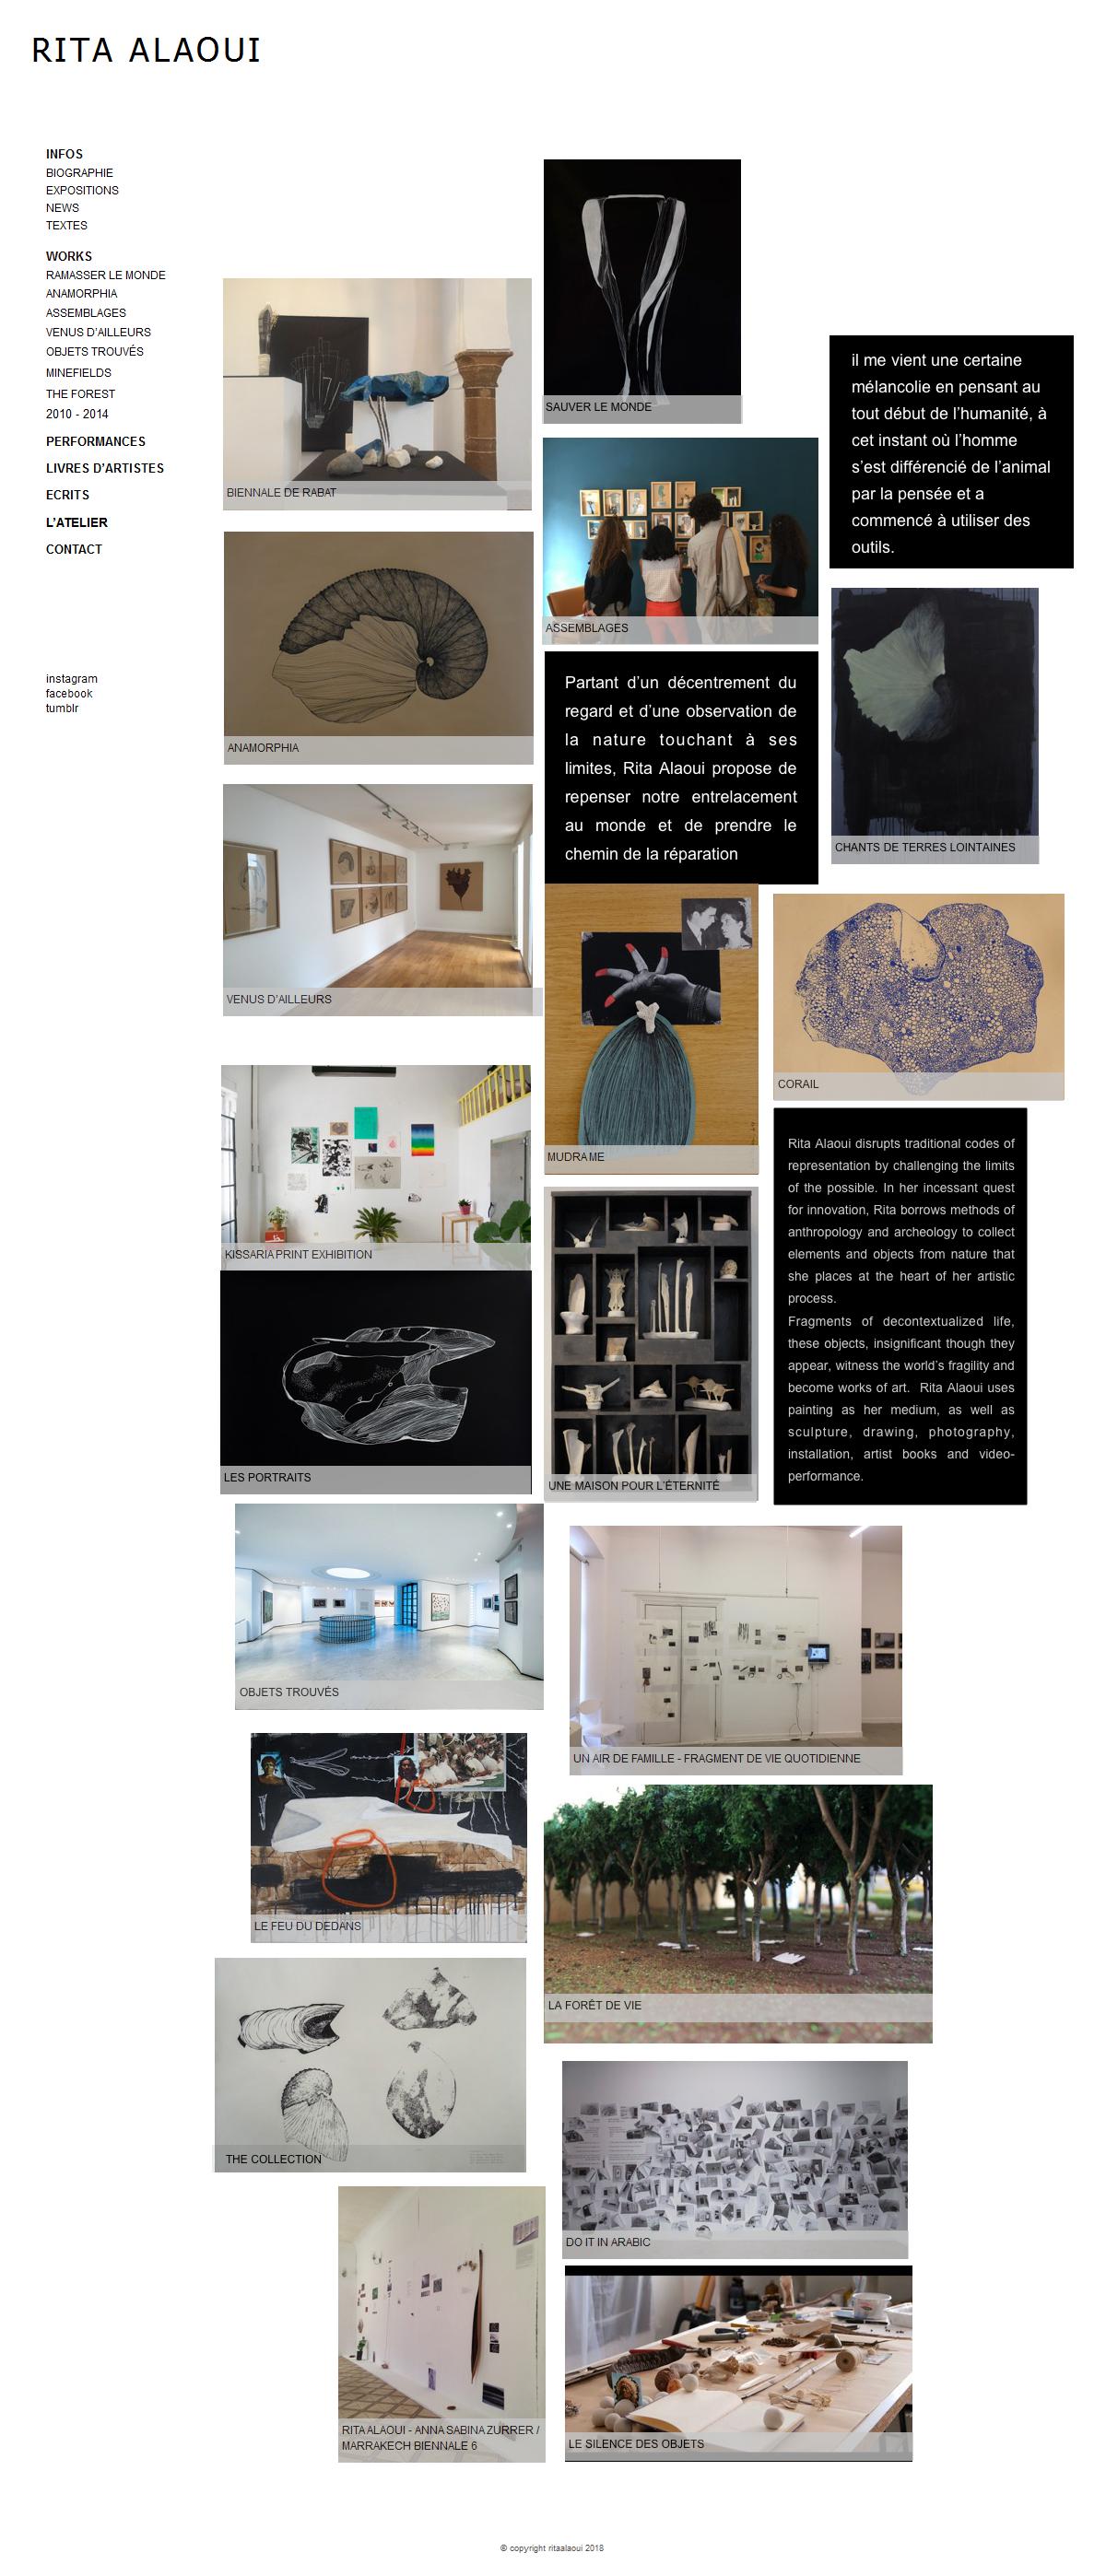 RITA ALAOUI
INFOS
BIOGRAPHIE
EXPOSITIONS
NEWS
TEXTES
WORKS
RAMASSER LE MONDE
ANAMORPHIA
ASSEMBLAGES
VENUS D'AILLEURS
OBJETS TROUVÉS
MINEFIELDS
THE FOREST
2010 - 2014
PERFORMANCES
LIVRES D'ARTISTES
ECRITS
L'ATELIER
CONTACT
instagram
facebook
tumblr
SAUVER LE MONDE
BIENNALE DE RABAT
il me vient une certaine
mélancolie en pensant au
tout début de l'humanité, à
cet instant où l'homme
s'est différencié de l'animal
par la pensée et a
commencé à utiliser des
outils.
ASSEMBLAGES
ANAMORPHIA
Partant d'un décentrement du
regard et d'une observation de
la nature touchant à ses
limites, Rita Alaoui propose de
repenser notre entrelacement
au monde et de prendre le
chemin de la réparation
CHANTS DE TERRES LOINTAINES
VENUS D'AILLEURS
CORAIL
MUDRA ME
KISSARIA PRINT EXHIBITION
Rita Alaoui disrupts traditional codes of
representation by challenging the limits
of the possible. In her incessant quest
for innovation, Rita borrows methods of
anthropology and archeology to collect
elements and objects from nature that
she places at the heart of her artistic
process.
Fragments of decontextualized life,
these objects, insignificant though they
appear, witness the world's fragility and
become works of art. Rita Alaoui uses
painting as her medium, as well as
sculpture, drawing, photography,
installation, artist books and video-
performance.
LES PORTRAITS
UNE MAISON POUR L'ÉTERNITÉ
OBJETS TROUVÉS
UN AIR DE FAMILLE - FRAGMENT DE VIE QUOTIDIENNE
LE FEU DU DEDANS
LA FORÊT DE VIE
THE COLLECTION
DO IT IN ARABIC
RITA ALAOUI - ANNA SABINA ZURRER /
MARRAKECH BIENNALE 6
LE SILENCE DES OBJETS
© copyright ritaalaoui 2018